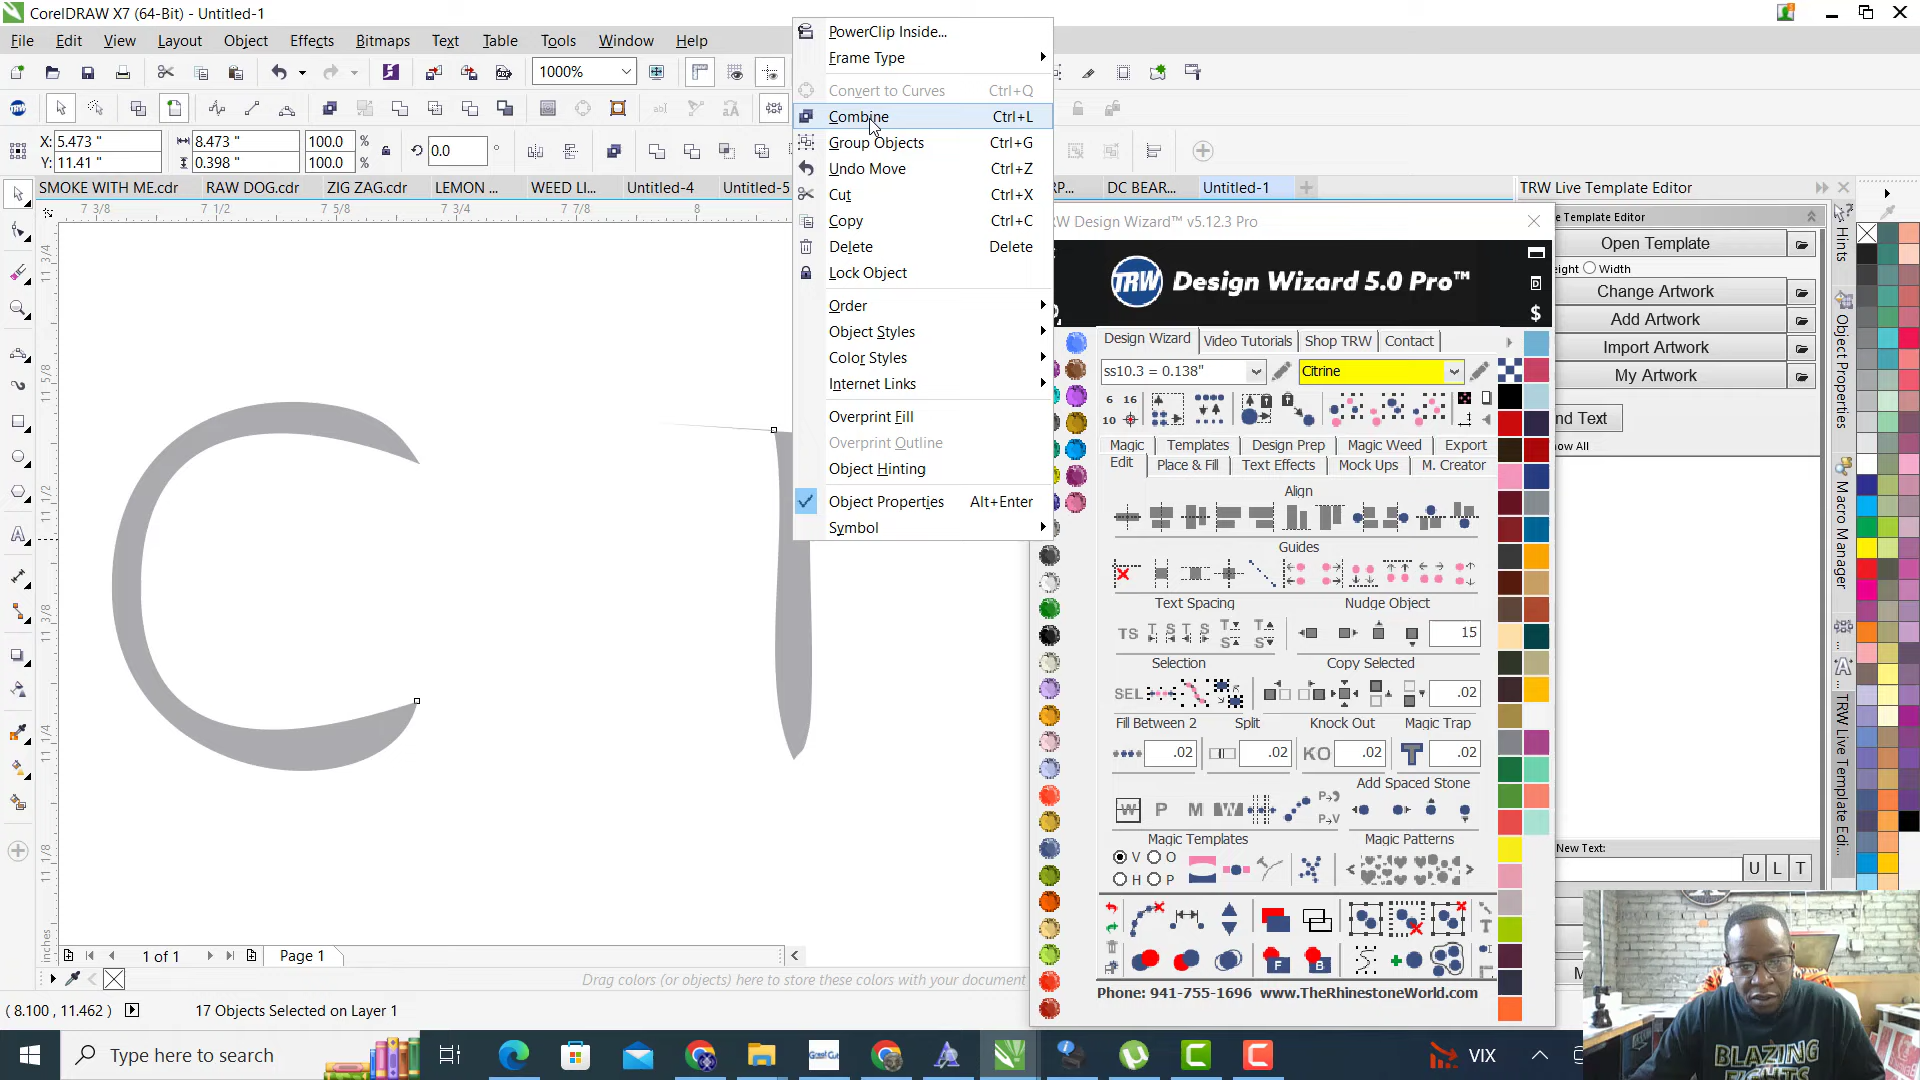 CorelDRAW X7 (64-Bit) - Untitled-1
File Edit View Layout Object Effects Bitmaps Text Table Tools Window Help
1000%
X: 5.473 " 8.473 " 100.0 % 0.0
Y: 11.41 " 0.398 " 100.0 %
SMOKE WITH ME.cdr RAW DOG.cdr ZIG ZAG.cdr LEMON ... WEED LI... Untitled-4 Untitled-5 DC BEAR... Untitled-1
7 3/8 7 1/2 7 5/8 7 3/4 7 7/8 8
11 3/4
11 5/8
11 1/2
11 3/8
11 1/4
11 1/8
inches
PowerClip Inside...
Frame Type
Convert to Curves Ctrl+Q
Combine Ctrl+L
Group Objects Ctrl+G
Undo Move Ctrl+Z
Cut Ctrl+X
Copy Ctrl+C
Delete Delete
Lock Object
Order
Object Styles
Color Styles
Internet Links
Overprint Fill
Overprint Outline
Object Hinting
Object Properties Alt+Enter
Symbol
RW Design Wizard™ v5.12.3 Pro
TRW Design Wizard 5.0 Pro™
$
Design Wizard Video Tutorials Shop TRW Contact
ss10.3 = 0.138" Citrine
6 16
10
Magic Templates Design Prep Magic Weed Export
Edit Place & Fill Text Effects Mock Ups M. Creator
Align
Guides
Text Spacing Nudge Object
TS 15
Selection Copy Selected
SEL .02
Fill Between 2 Split Knock Out Magic Trap
.02 .02 KO .02 T .02
Add Spaced Stone
W P M W
Magic Templates Magic Patterns
V O
H P
Phone: 941-755-1696 www.TheRhinestoneWorld.com
TRW Live Template Editor
e Template Editor
Open Template
eight Width
Change Artwork
Add Artwork
Import Artwork
My Artwork
nd Text
ow All
New Text:
U L T
Hints
Object Properties
Macro Manager
TRW Live Template Edi...
1 of 1 Page 1
Drag colors (or objects) here to store these colors with your document
( 8.100 , 11.462 ) 17 Objects Selected on Layer 1
Type here to search
VIX
BLAZING